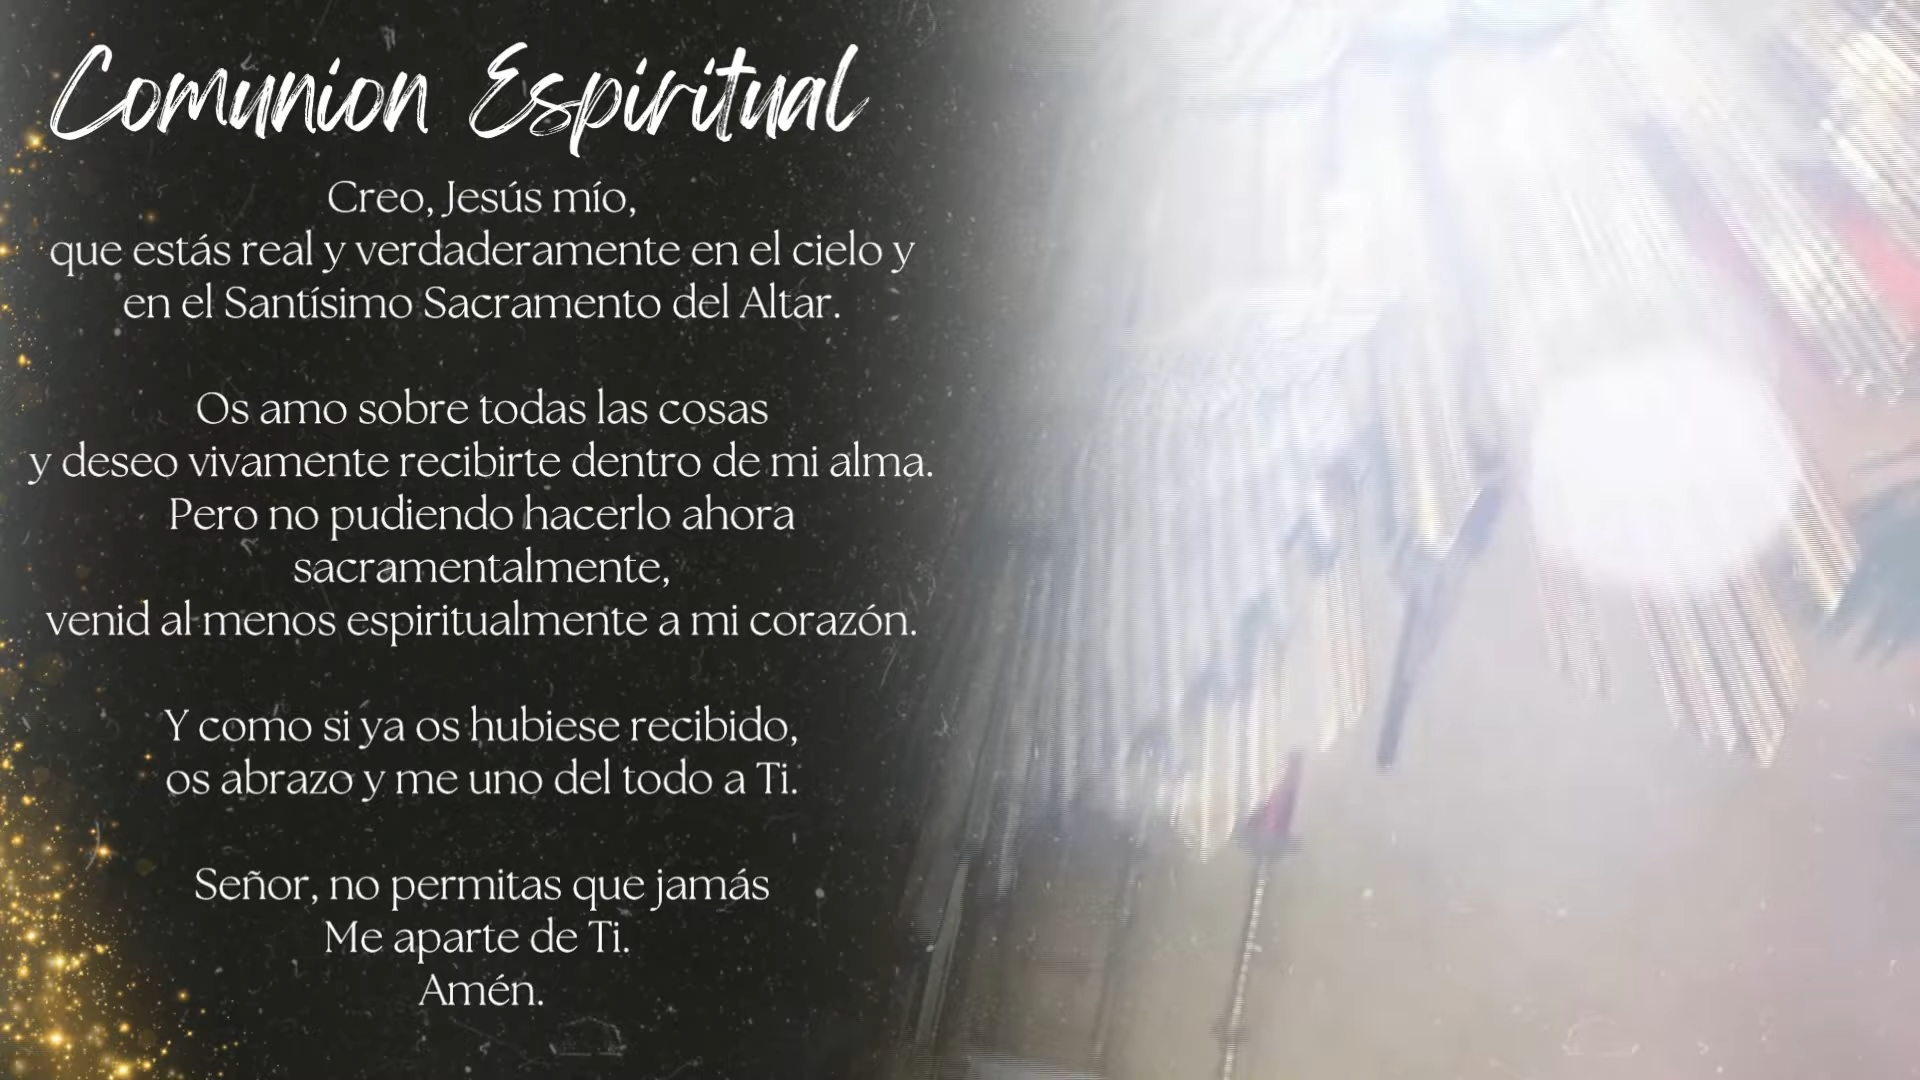 Comunion Espiritual
Creo, Jesús mío,
que estás real y verdaderamente en el cielo y
en el Santísimo Sacramento del Altar.
Os amo sobre todas las cosas
y deseo vivamente recibirte dentro de mi alma.
Pero no pudiendo hacerlo ahora
sacramentalmente,
venid al menos espiritualmente a mi corazón.
Y como si ya os hubiese recibido,
os abrazo y me uno del todo a Ti.
Señor, no permitas que jamás
Me aparte de Ti.
Amén.